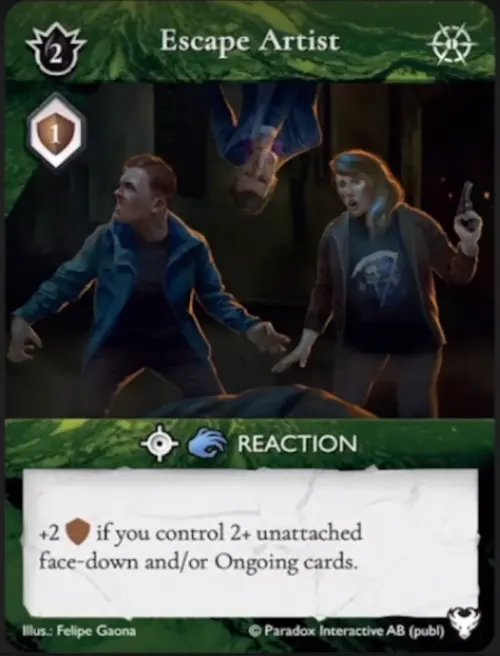 2
Escape Artist
1
REACTION
+2 if you control 2+ unattached
face-down and/or Ongoing cards.
Illus.: Felipe Gaona
© Paradox Interactive AB (publ)